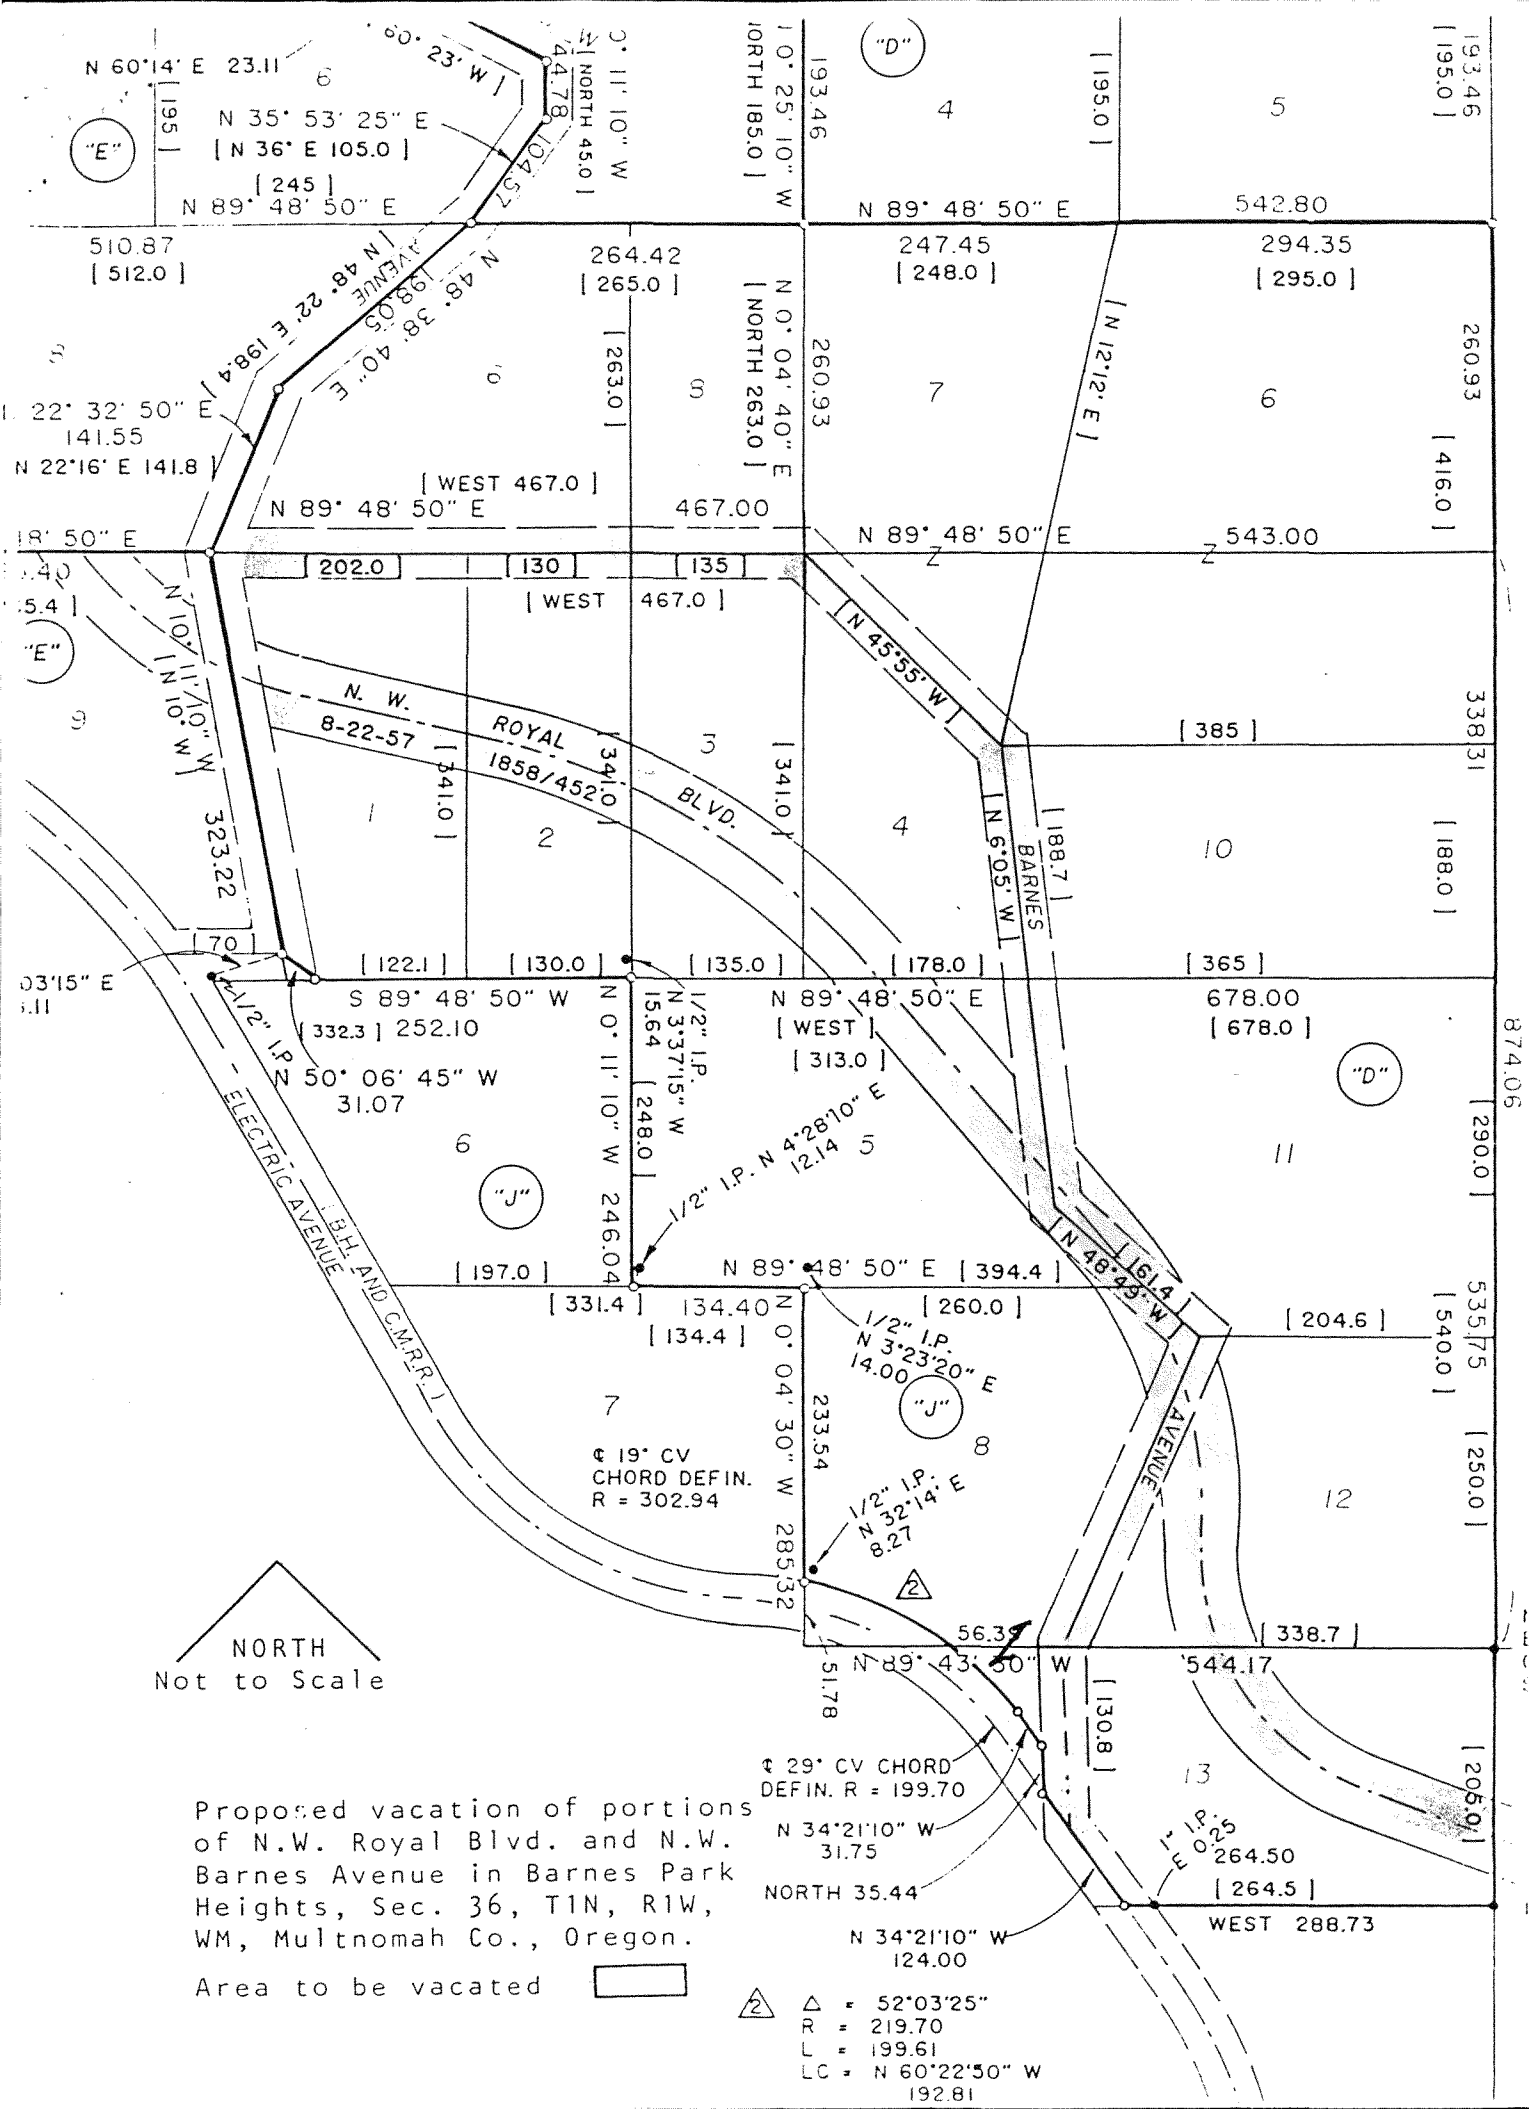 N 60°14' E 23.11
6
60° 23' W ]
[ 195 ]
"E"
N 35° 53' 25" E
[ N 36° E 105.0 ]
[ 245 ]
N 89° 48' 50" E
510.87
[ 512.0 ]
44.78
[ NORTH 45.0 ]
0° 11' 10" W
104.57
0° 25' 10" W
NORTH 185.0 ]
193.46
"D"
4
[ 195.0 ]
5
193.46
[ 195.0 ]
N 89° 48' 50" E
542.80
264.42
[ 265.0 ]
247.45
[ 248.0 ]
294.35
[ 295.0 ]
[ N 48° 22' E 198.4 ]
AVENUE
198.05
N 48° 38' 40" E
8
22° 32' 50" E
141.55
N 22°16' E 141.8 ]
6
[ 263.0 ]
8
N 0° 04' 40" E
[ NORTH 263.0 ]
260.93
7
[ N 12°12' E ]
6
260.93
[ 416.0 ]
[ WEST 467.0 ]
N 89° 48' 50" E
467.00
N 89° 48' 50" E
543.00
Z
Z
18' 50" E
.40
5.4 ]
"E"
9
[ 202.0 ]
[ 130 ]
[ 135 ]
[ WEST 467.0 ]
N 10° 11' 10" W
[ N 10° W ]
323.22
N. W. ROYAL BLVD.
8-22-57 1858/452
[ N 45°55' W ]
1
[ 341.0 ]
2
[ 341.0 ]
3
[ 341.0 ]
4
[ N 6°05' W ]
BARNES
[ 188.7 ]
[ 385 ]
10
338.31
[ 188.0 ]
[ 70 ]
03'15" E
.11
1/2" I.P.
[ 122.1 ]
[ 130.0 ]
[ 135.0 ]
[ 178.0 ]
[ 365 ]
S 89° 48' 50" W
[ 332.3 ] 252.10
N 50° 06' 45" W
31.07
N 0° 11' 10" W 246.04
15.64
N 3°37'15" W
1/2" I.P.
[ 248.0 ]
N 89° 48' 50" E
[ WEST ]
[ 313.0 ]
678.00
[ 678.0 ]
"D"
874.06
[ 290.0 ]
6
"J"
1/2" I.P. N 4°28'10" E
12.14
5
11
ELECTRIC AVENUE
( B.H. AND C.M.R.R. )
[ 197.0 ]
N 89° 48' 50" E
[ 394.4 ]
[ 161.4 ]
[ N 48°49' W ]
[ 331.4 ]
134.40
[ 134.4 ]
[ 260.0 ]
1/2" I.P.
N 3°23'20" E
14.00
[ 204.6 ]
535.75
[ 540.0 ]
7
N 0° 04' 30" W 285.32
233.54
"J"
8
AVENUE
[ 250.0 ]
℄ 19° CV
CHORD DEFIN.
R = 302.94
1/2" I.P.
N 32°14' E
8.27
12
2
56.39
[ 338.7 ]
N 89° 43' 50" W
544.17
51.78
[ 130.8 ]
13
[ 205.0 ]
NORTH
Not to Scale
℄ 29° CV CHORD
DEFIN. R = 199.70
N 34°21'10" W
31.75
NORTH 35.44
N 34°21'10" W
124.00
1" I.P.
E 0.25
264.50
[ 264.5 ]
WEST 288.73
Proposed vacation of portions
of N.W. Royal Blvd. and N.W.
Barnes Avenue in Barnes Park
Heights, Sec. 36, T1N, R1W,
WM, Multnomah Co., Oregon.
Area to be vacated
2 Δ = 52°03'25"
R = 219.70
L = 199.61
LC = N 60°22'50" W
192.81